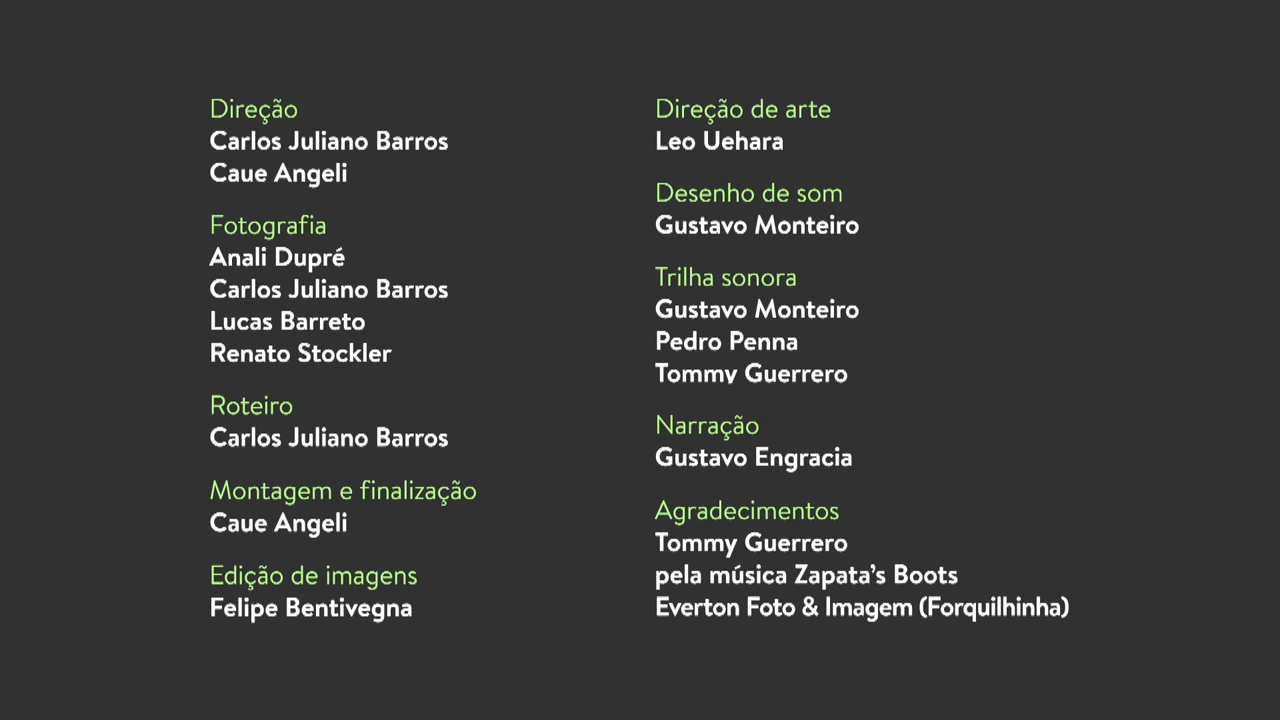 Direção
Carlos Juliano Barros
Caue Angeli
Fotografia
Anali Dupré
Carlos Juliano Barros
Lucas Barreto
Renato Stockler
Roteiro
Carlos Juliano Barros
Montagem e finalização
Caue Angeli
Edição de imagens
Felipe Bentivegna
Direção de arte
Leo Uehara
Desenho de som
Gustavo Monteiro
Trilha sonora
Gustavo Monteiro
Pedro Penna
Tommy Guerrero
Narração
Gustavo Engracia
Agradecimentos
Tommy Guerrero
pela música Zapata’s Boots
Everton Foto & Imagem (Forquilhinha)